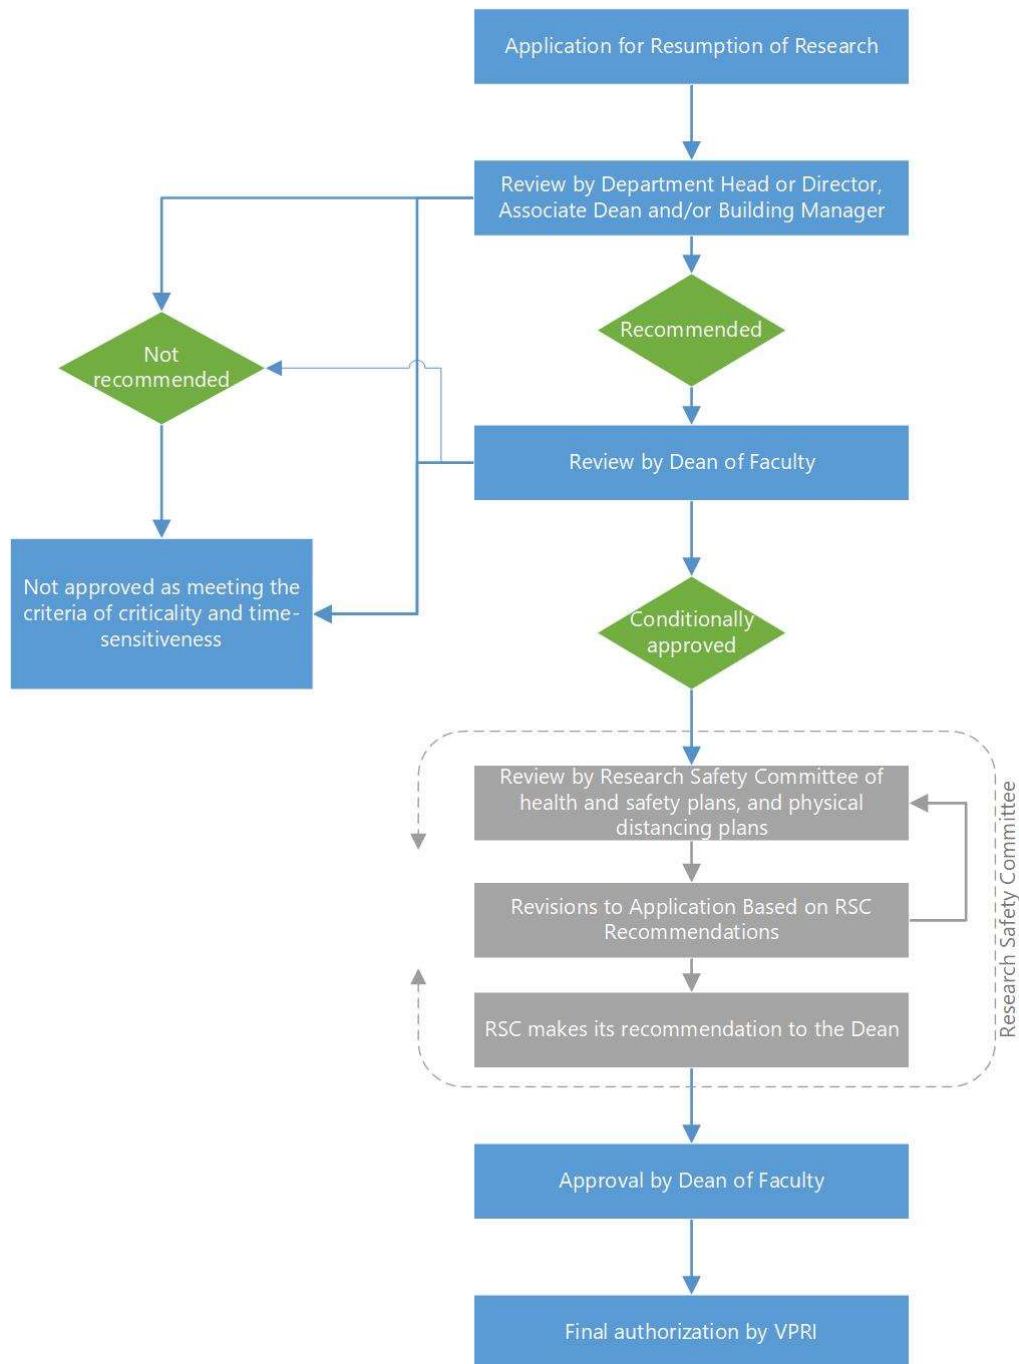 Application for Resumption of Research
Review by Department Head or Director,
Associate Dean and/or Building Manager
Recommended
Not
recommended
Review by Dean of Faculty
Not approved as meeting the
criteria of criticality and time-
sensitiveness
Conditionally
approved
Review by Research Safety Committee of
health and safety plans, and physical
distancing plans
Revisions to Application Based on RSC
Recommendations
RSC makes its recommendation to the Dean
Research Safety Committee
Approval by Dean of Faculty
Final authorization by VPRI